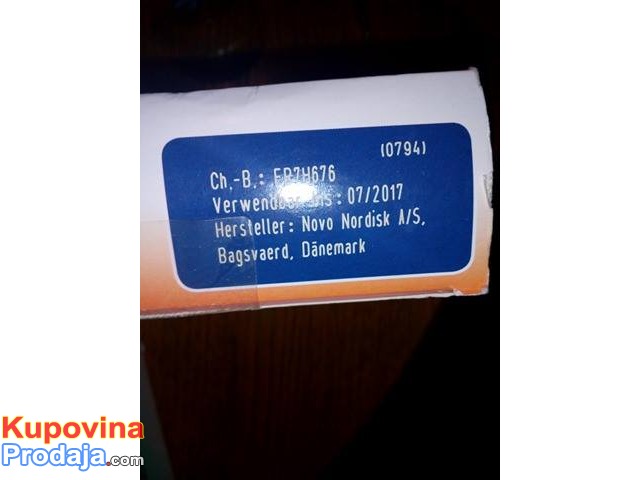 (0794)
Ch.-B.:
Verwendbar bis: 07/2017
Hersteller: Novo Nordisk A/S,
Bagsvaerd, Dänemark
Kupovina
Prodaja.com